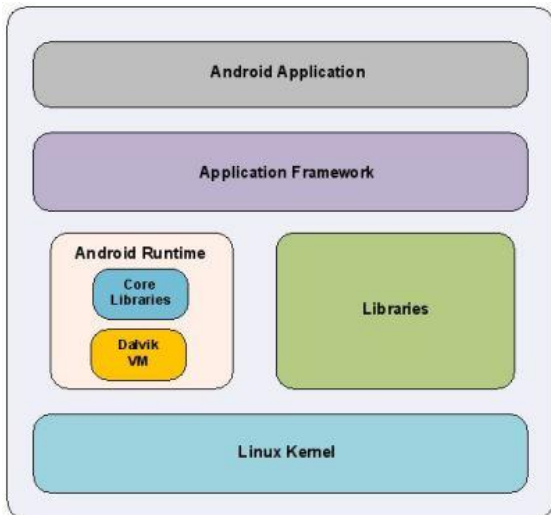 Android Application
Application Framework
Android Runtime
Core
Libraries
Dalvik
VM
Libraries
Linux Kernel